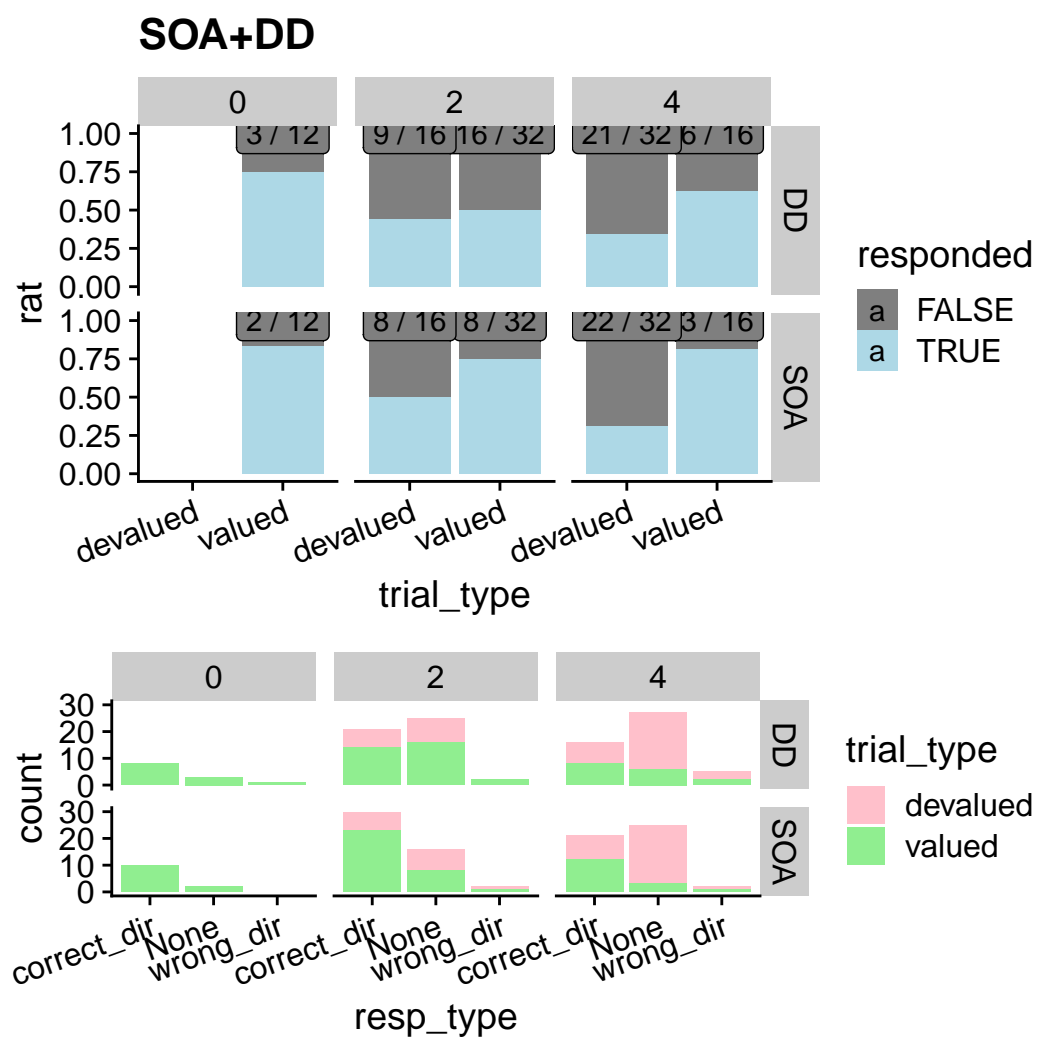 SOA+DD
0 2 4
1.00 3 / 12 9 / 16 16 / 32 21 / 32 6 / 16
0.75
0.50
0.25
0.00
DD
rat
1.00 2 / 12 8 / 16 8 / 32 22 / 32 3 / 16
0.75
0.50
0.25
0.00
SOA
devalued valued devalued valued devalued valued
trial_type
responded
a FALSE
a TRUE
0 2 4
30
20
10
0
DD
count
30
20
10
0
SOA
correct_dir None wrong_dir correct_dir None wrong_dir correct_dir None wrong_dir
resp_type
trial_type
devalued
valued